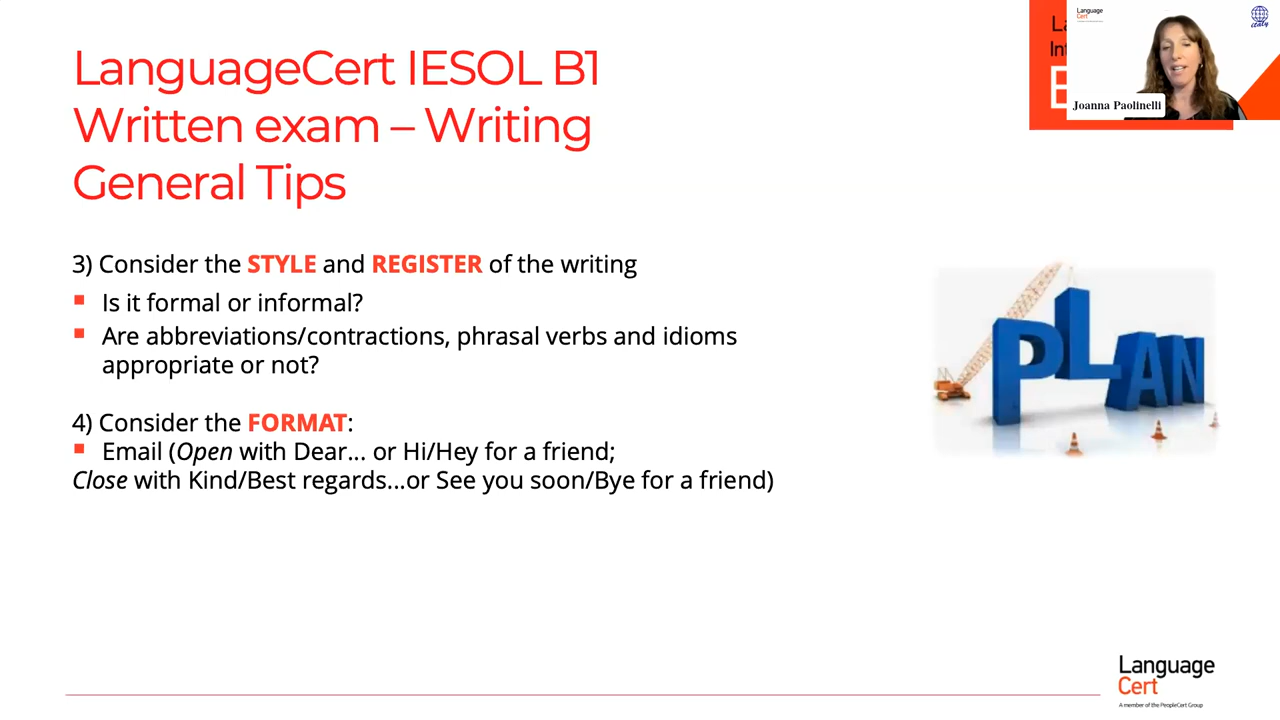 LanguageCert IESOL B1
Written exam – Writing
General Tips
Language
Cert
Joanna Paolinelli
3) Consider the STYLE and REGISTER of the writing
Is it formal or informal?
Are abbreviations/contractions, phrasal verbs and idioms
appropriate or not?
4) Consider the FORMAT:
Email (Open with Dear... or Hi/Hey for a friend;
Close with Kind/Best regards...or See you soon/Bye for a friend)
PLAN
Language
Cert
A member of the PeopleCert Group